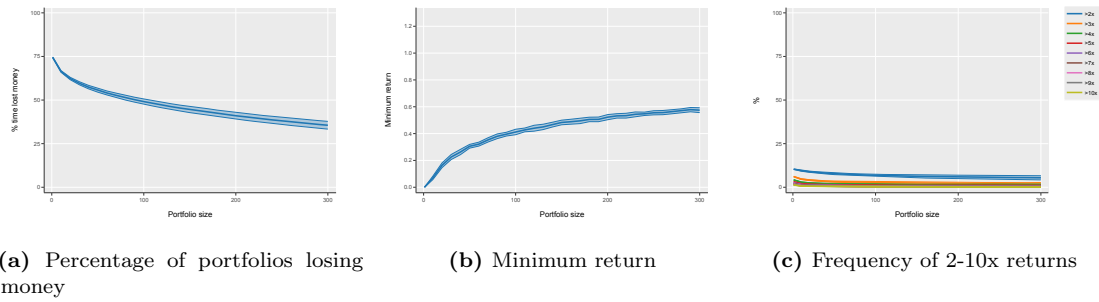 100
75
50
25
0
% time lost money
0
100
200
300
Portfolio size
1.2
1.0
0.8
0.6
0.4
0.2
0.0
Minimum return
0
100
200
300
Portfolio size
100
75
50
25
0
%
0
100
200
300
Portfolio size
>2x
>3x
>4x
>5x
>6x
>7x
>8x
>9x
>10x
(a) Percentage of portfolios losing
money
(b) Minimum return
(c) Frequency of 2-10x returns